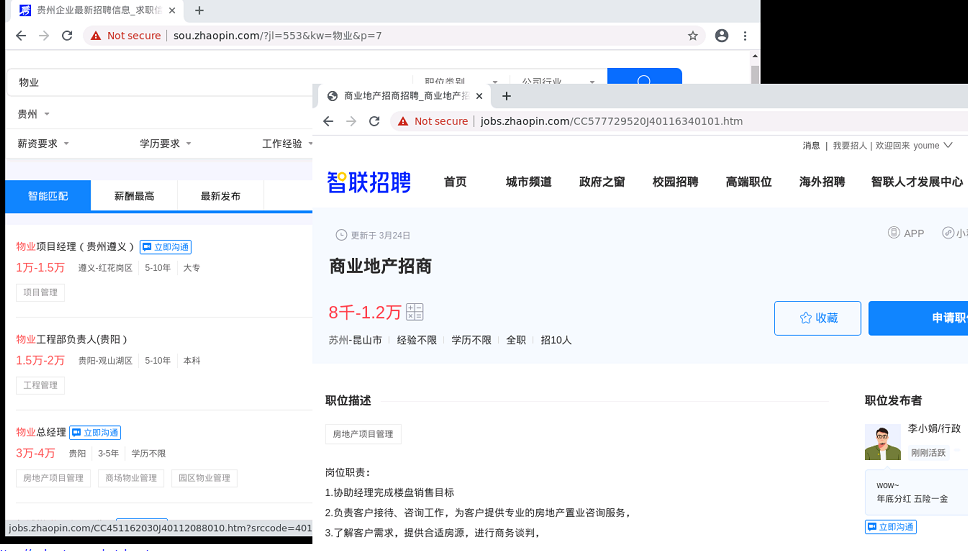 贵州企业最新招聘信息_求职信
Not secure | sou.zhaopin.com/?jl=553&kw=物业&p=7
物业
职位类别
公司行业
贵州
薪资要求 学历要求 工作经验
智能匹配 薪酬最高 最新发布
物业项目经理（贵州遵义） 立即沟通
1万-1.5万 遵义-红花岗区 5-10年 大专
项目管理
物业工程部负责人(贵阳)
1.5万-2万 贵阳-观山湖区 5-10年 本科
工程管理
物业总经理 立即沟通
3万-4万 贵阳 3-5年 学历不限
房地产项目管理 商场物业管理 园区物业管理
jobs.zhaopin.com/CC451162030J40112088010.htm?srccode=401
商业地产招商招聘_商业地产招
Not secure | jobs.zhaopin.com/CC577729520J40116340101.htm
消息 | 我要招人 | 欢迎回来 youme
智联招聘 首页 城市频道 政府之窗 校园招聘 高端职位 海外招聘 智联人才发展中心
更新于 3月24日
APP 小
商业地产招商
8千-1.2万
收藏
申请职
苏州-昆山市 经验不限 学历不限 全职 招10人
职位描述
房地产项目管理
岗位职责：
1.协助经理完成楼盘销售目标
2.负责客户接待、咨询工作，为客户提供专业的房地产置业咨询服务，
3.了解客户需求，提供合适房源，进行商务谈判，
职位发布者
李小娟/行政
刚刚活跃
wow~
年底分红 五险一金
立即沟通